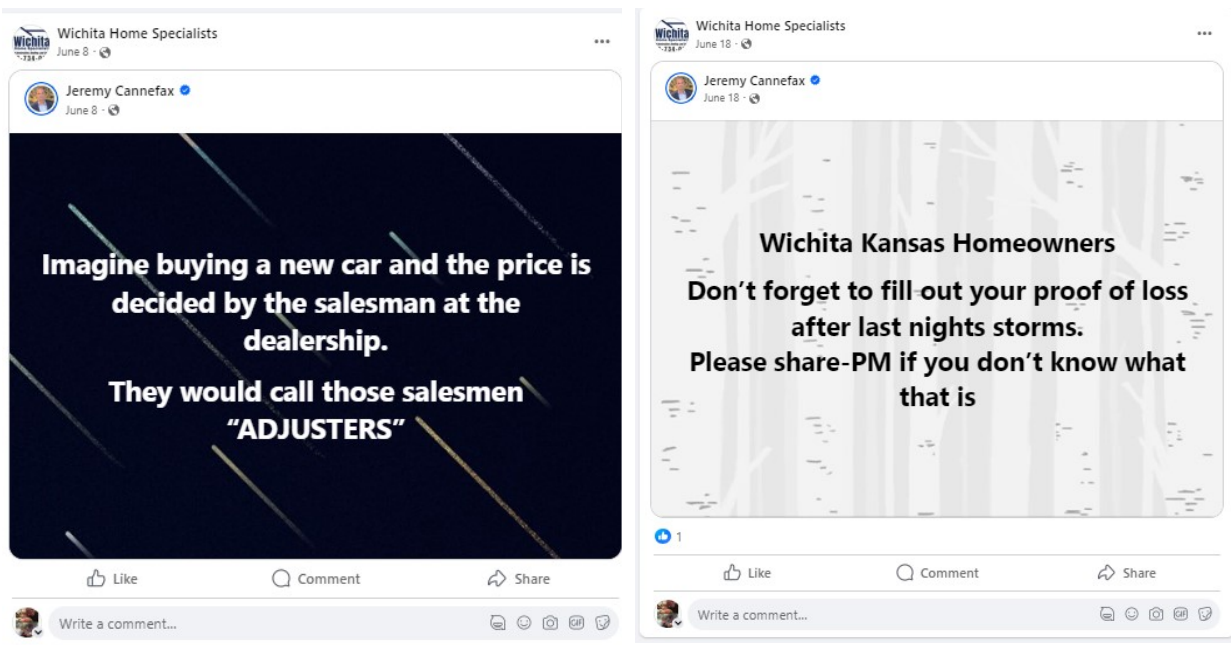 Wichita Home Specialists
June 8
Jeremy Cannefax
June 8
Imagine buying a new car and the price is
decided by the salesman at the
dealership.
They would call those salesmen
“ADJUSTERS”
Like
Comment
Share
Write a comment...
GIF
Wichita
Wichita Home Specialists
June 18
Jeremy Cannefax
June 18
Wichita Kansas Homeowners
Don’t forget to fill out your proof of loss
after last nights storms.
Please share-PM if you don’t know what
that is
1
Like
Comment
Share
Write a comment...
GIF
Wichita